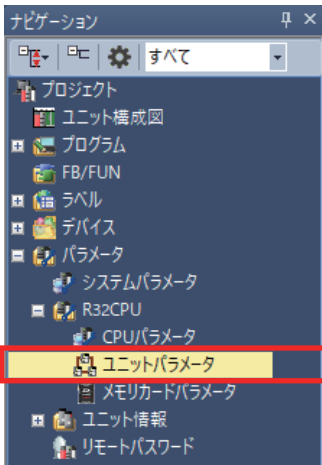 ナビゲーション
すべて
プロジェクト
ユニット構成図
プログラム
FB/FUN
ラベル
デバイス
パラメータ
システムパラメータ
R32CPU
CPUパラメータ
ユニットパラメータ
メモリカードパラメータ
ユニット情報
リモートパスワード